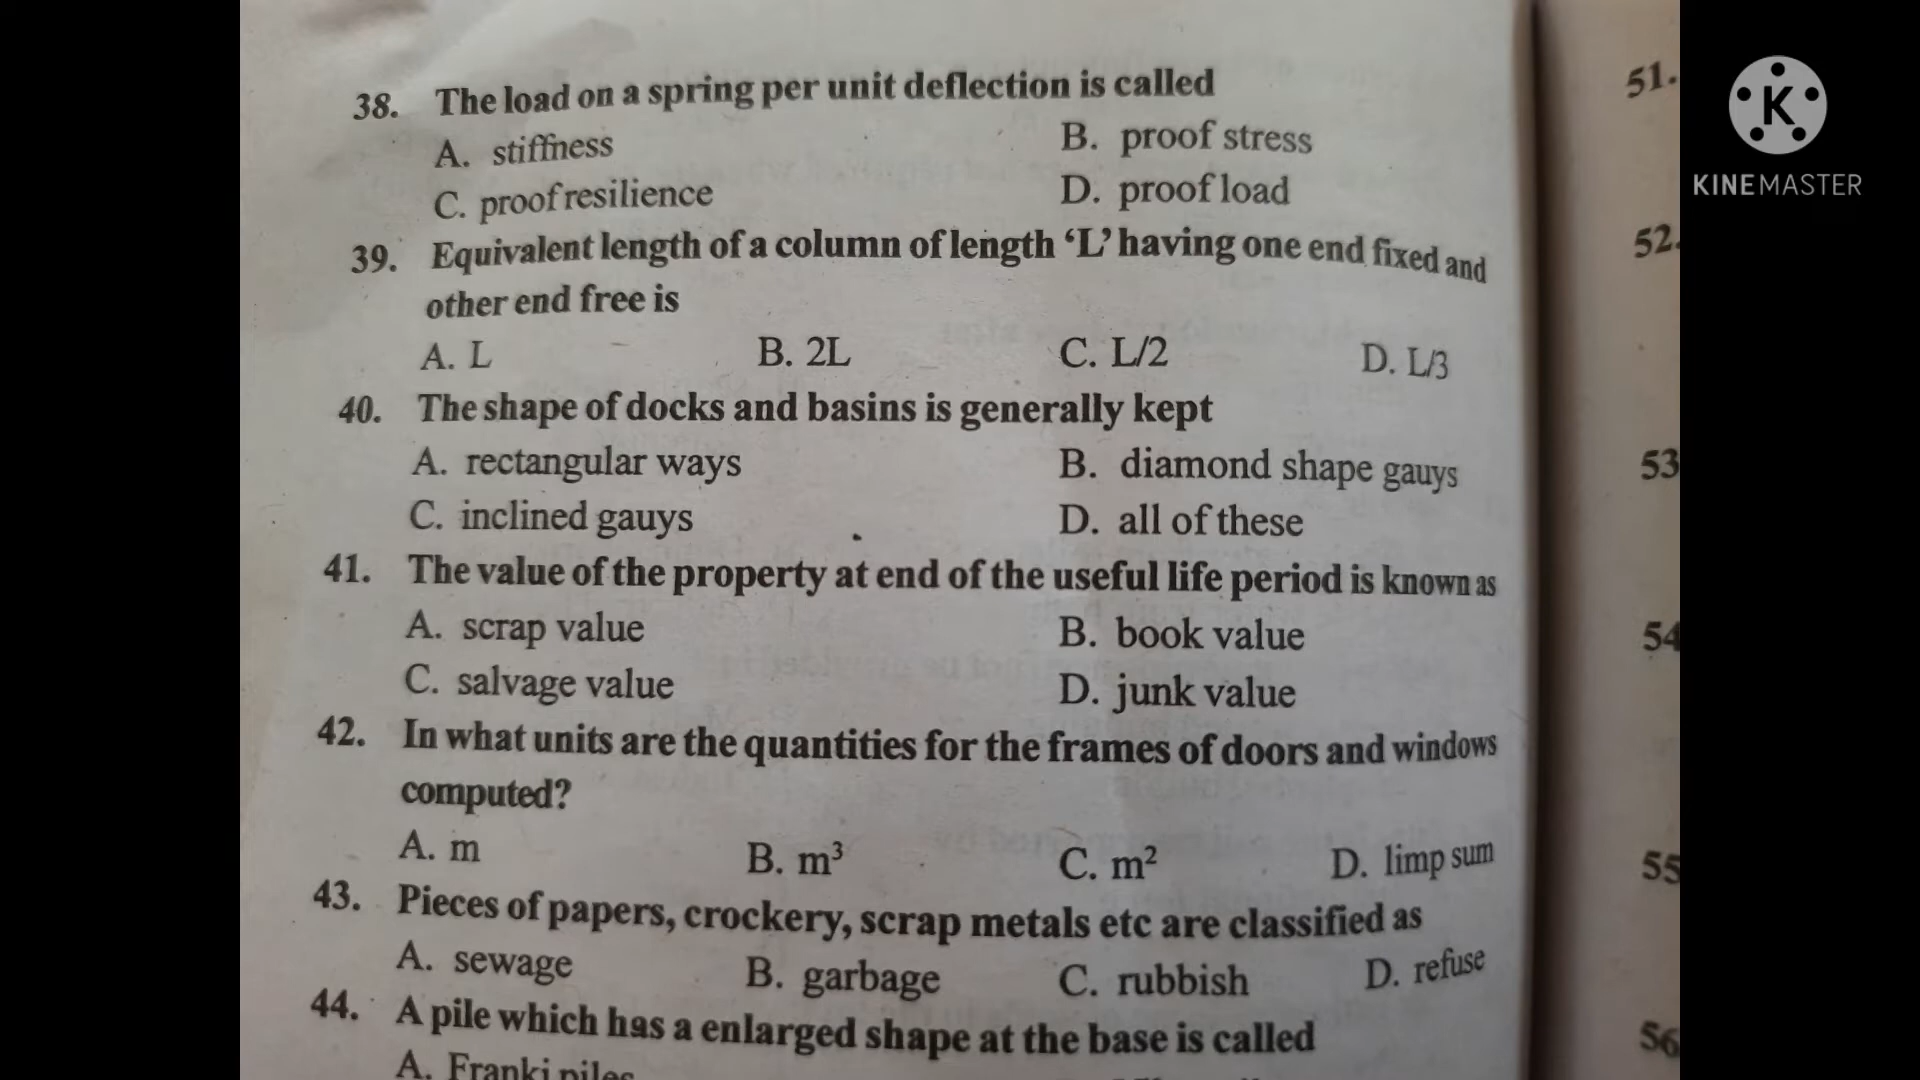 38. The load on a spring per unit deflection is called
A. stiffness B. proof stress
C. proof resilience D. proof load
39. Equivalent length of a column of length ‘L’ having one end fixed and
other end free is
A. L B. 2L C. L/2 D. L/3
40. The shape of docks and basins is generally kept
A. rectangular ways B. diamond shape gauys
C. inclined gauys D. all of these
41. The value of the property at end of the useful life period is known as
A. scrap value B. book value
C. salvage value D. junk value
42. In what units are the quantities for the frames of doors and windows
computed?
A. m B. m³ C. m² D. limp sum
43. Pieces of papers, crockery, scrap metals etc are classified as
A. sewage B. garbage C. rubbish D. refuse
44. A pile which has a enlarged shape at the base is called
A. Franki piles
51.
52.
53
54
55
56
K
KINEMASTER